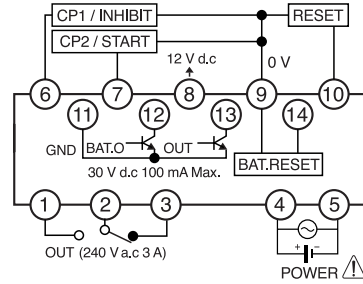 CP1 / INHIBIT
RESET
CP2 / START
12 V d.c
0 V
6
7
8
9
10
11
12
13
14
GND
BAT.O
OUT
BAT.RESET
30 V d.c 100 mA Max.
1
2
3
4
5
OUT (240 V a.c 3 A)
+
−
POWER
!